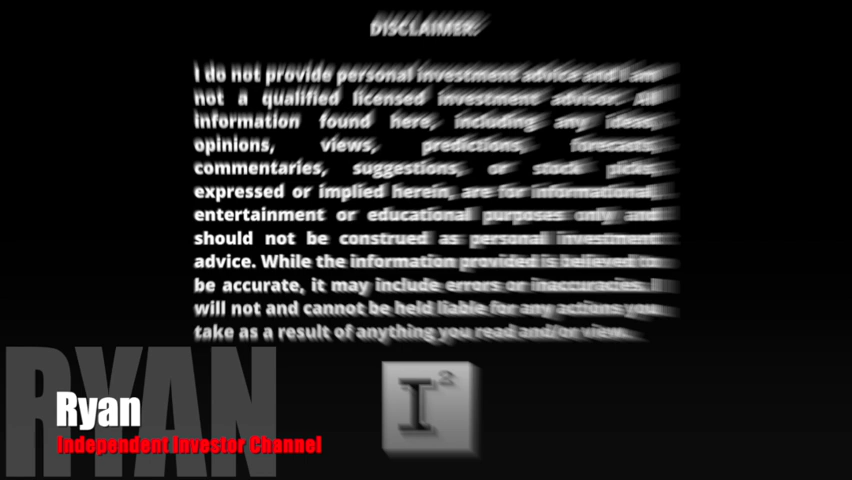 DISCLAIMER:
I do not provide personal investment advice and I am
not a qualified licensed investment advisor. All
information found here, including any ideas,
opinions, views, predictions, forecasts,
commentaries, suggestions, or stock picks,
expressed or implied herein, are for informational,
entertainment or educational purposes only and
should not be construed as personal investment
advice. While the information provided is believed to
be accurate, it may include errors or inaccuracies. I
will not and cannot be held liable for any actions you
take as a result of anything you read and/or view.
I²
RYAN
Ryan
Independent Investor Channel